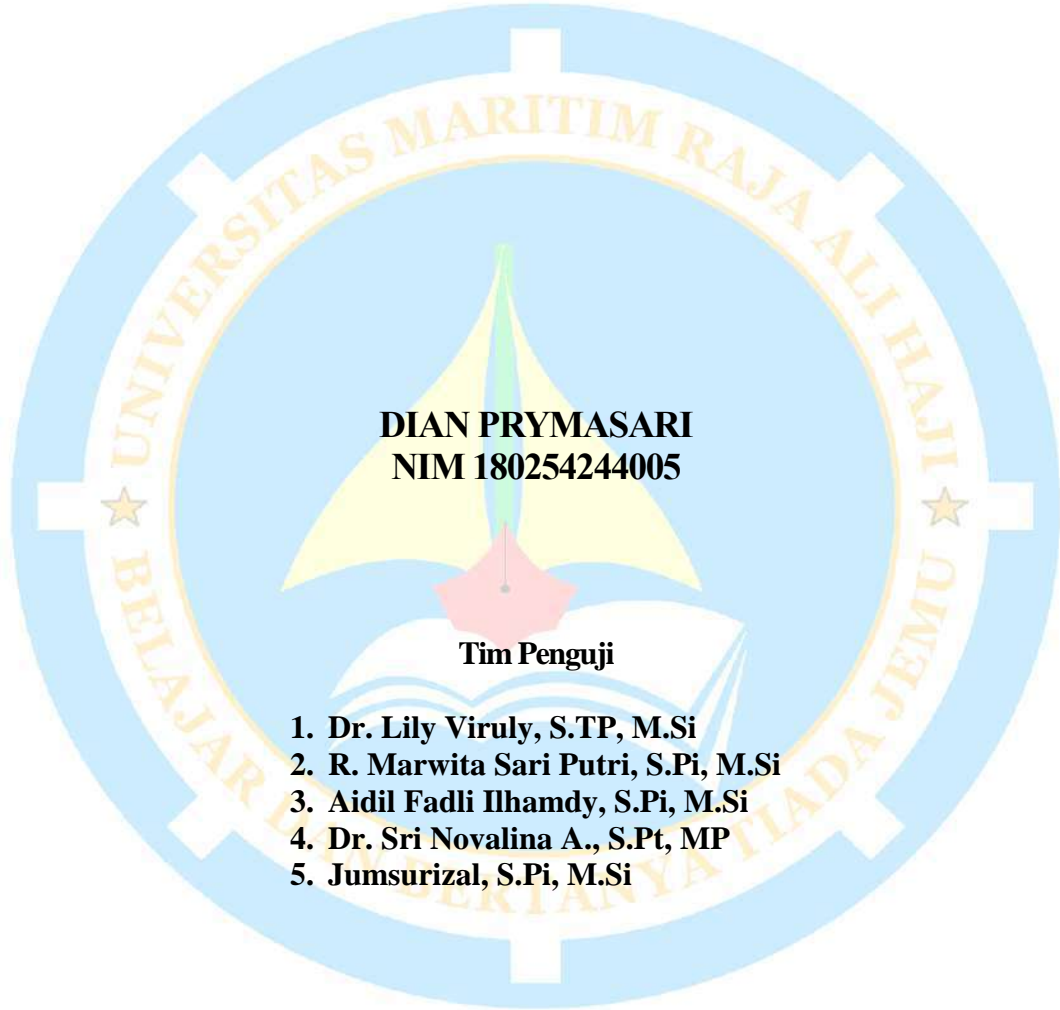 UNIVERSITAS MARITIM RAJA ALI HAJI
DIAN PRYMASARI
NIM 180254244005
Tim Penguji
1. Dr. Lily Viruly, S.TP, M.Si
2. R. Marwita Sari Putri, S.Pi, M.Si
3. Aidil Fadli Ilhamdy, S.Pi, M.Si
4. Dr. Sri Novalina A., S.Pt, MP
5. Jumsurizal, S.Pi, M.Si
BELAJAR DAN BERTANYA TIADA JEMU